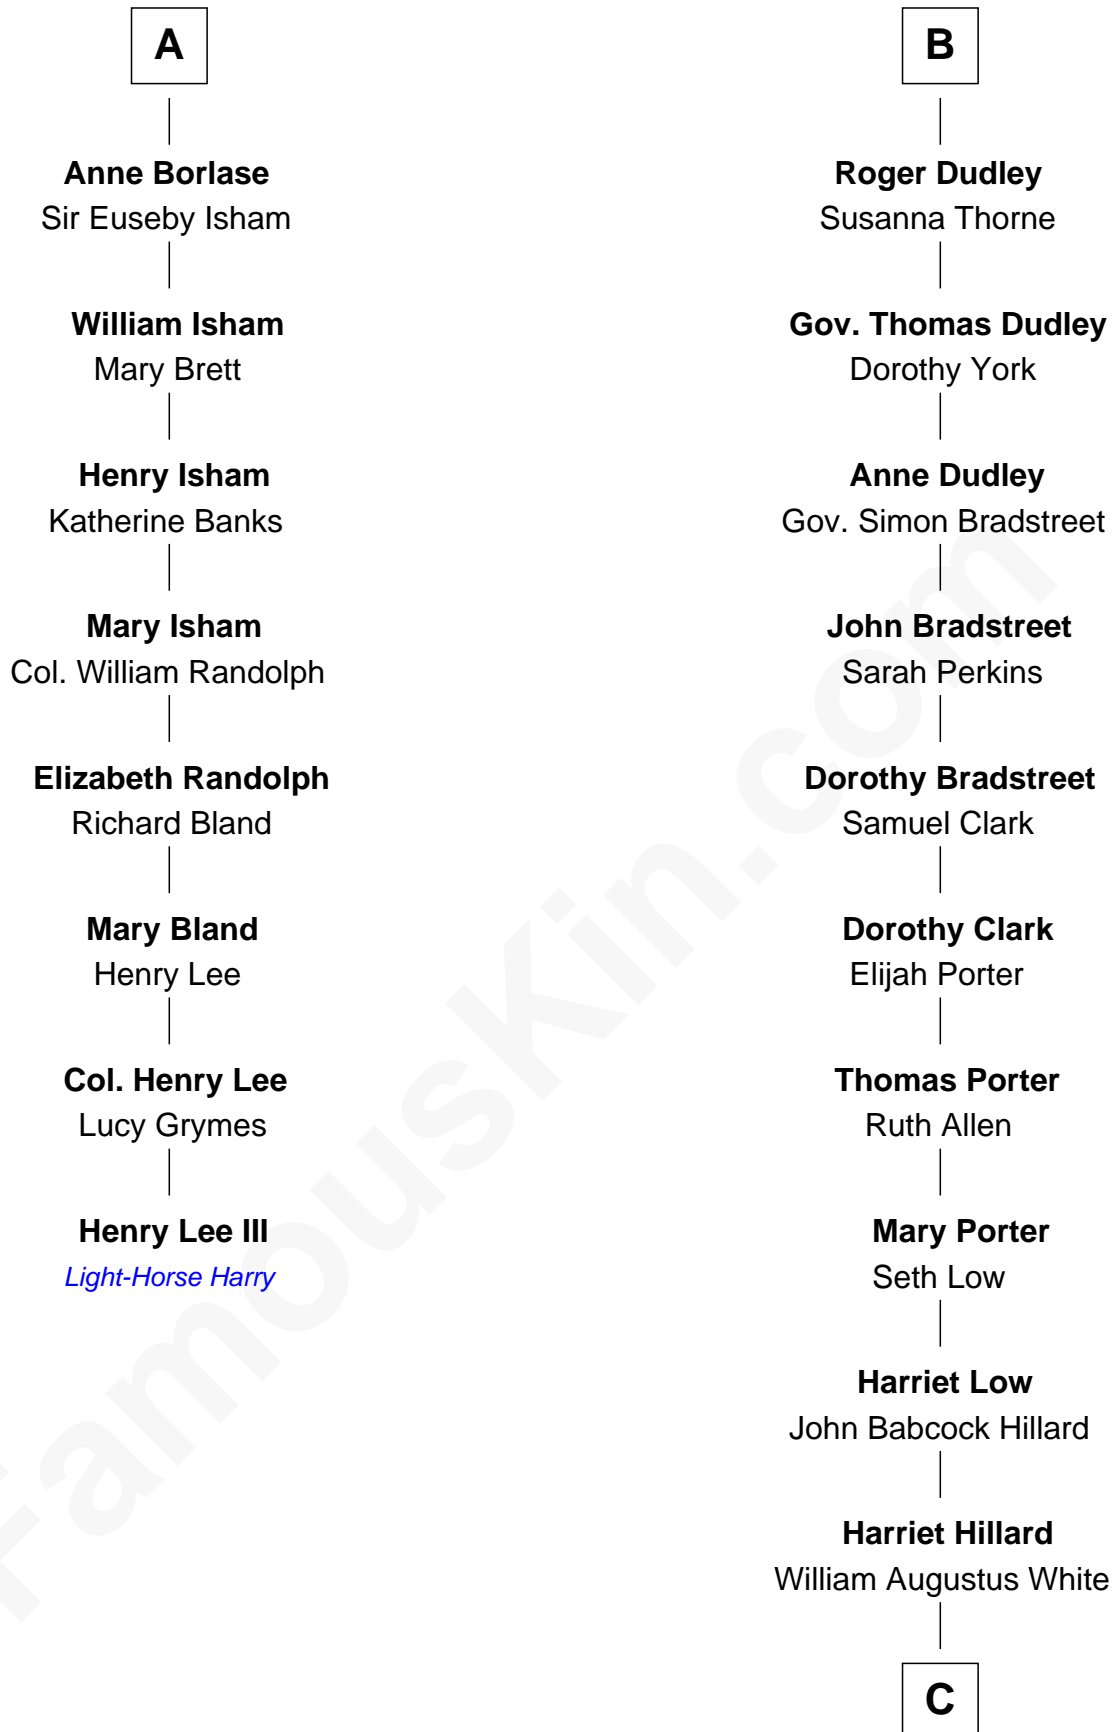 A
Anne Borlase
Sir Euseby Isham
William Isham
Mary Brett
Henry Isham
Katherine Banks
Mary Isham
Col. William Randolph
Elizabeth Randolph
Richard Bland
Mary Bland
Henry Lee
Col. Henry Lee
Lucy Grymes
Henry Lee III
Light-Horse Harry
B
Roger Dudley
Susanna Thorne
Gov. Thomas Dudley
Dorothy York
Anne Dudley
Gov. Simon Bradstreet
John Bradstreet
Sarah Perkins
Dorothy Bradstreet
Samuel Clark
Dorothy Clark
Elijah Porter
Thomas Porter
Ruth Allen
Mary Porter
Seth Low
Harriet Low
John Babcock Hillard
Harriet Hillard
William Augustus White
C
FamousKin.com